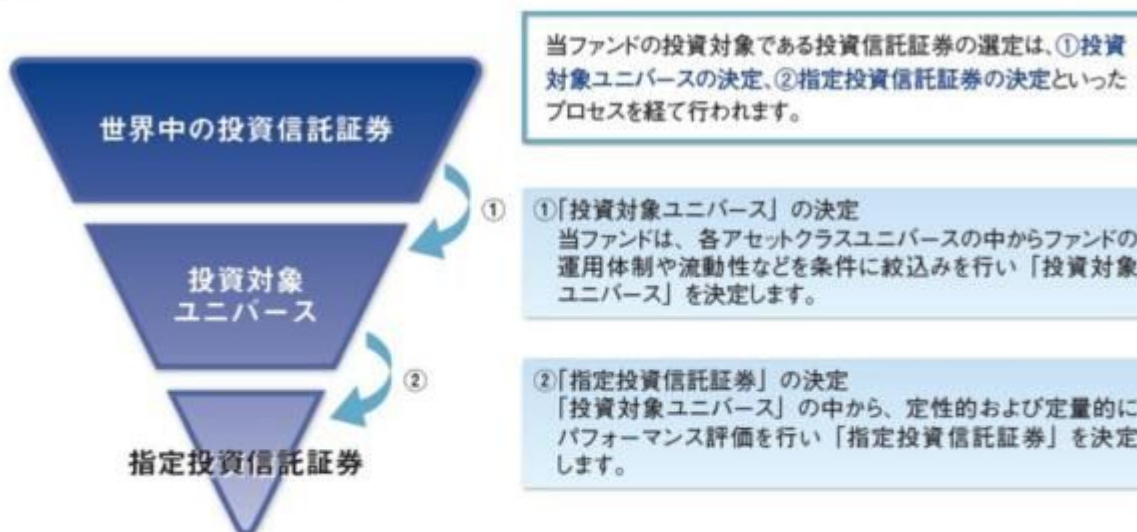 当ファンドの投資対象である投資信託証券の選定は、①投資
対象ユニバースの決定、②指定投資信託証券の決定といった
プロセスを経て行われます。
世界中の投資信託証券
①
①「投資対象ユニバース」の決定
当ファンドは、各アセットクラスユニバースの中からファンドの
運用体制や流動性などを条件に絞込みを行い「投資対象
ユニバース」を決定します。
投資対象
ユニバース
②
②「指定投資信託証券」の決定
「投資対象ユニバース」の中から、定性的および定量的に
パフォーマンス評価を行い「指定投資信託証券」を決定
します。
指定投資信託証券